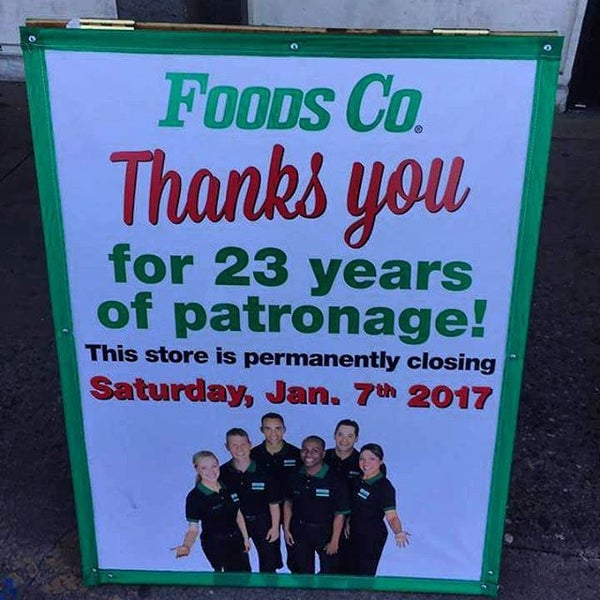 Foods Co®
Thanks you
for 23 years
of patronage!
This store is permanently closing
Saturday, Jan. 7th 2017